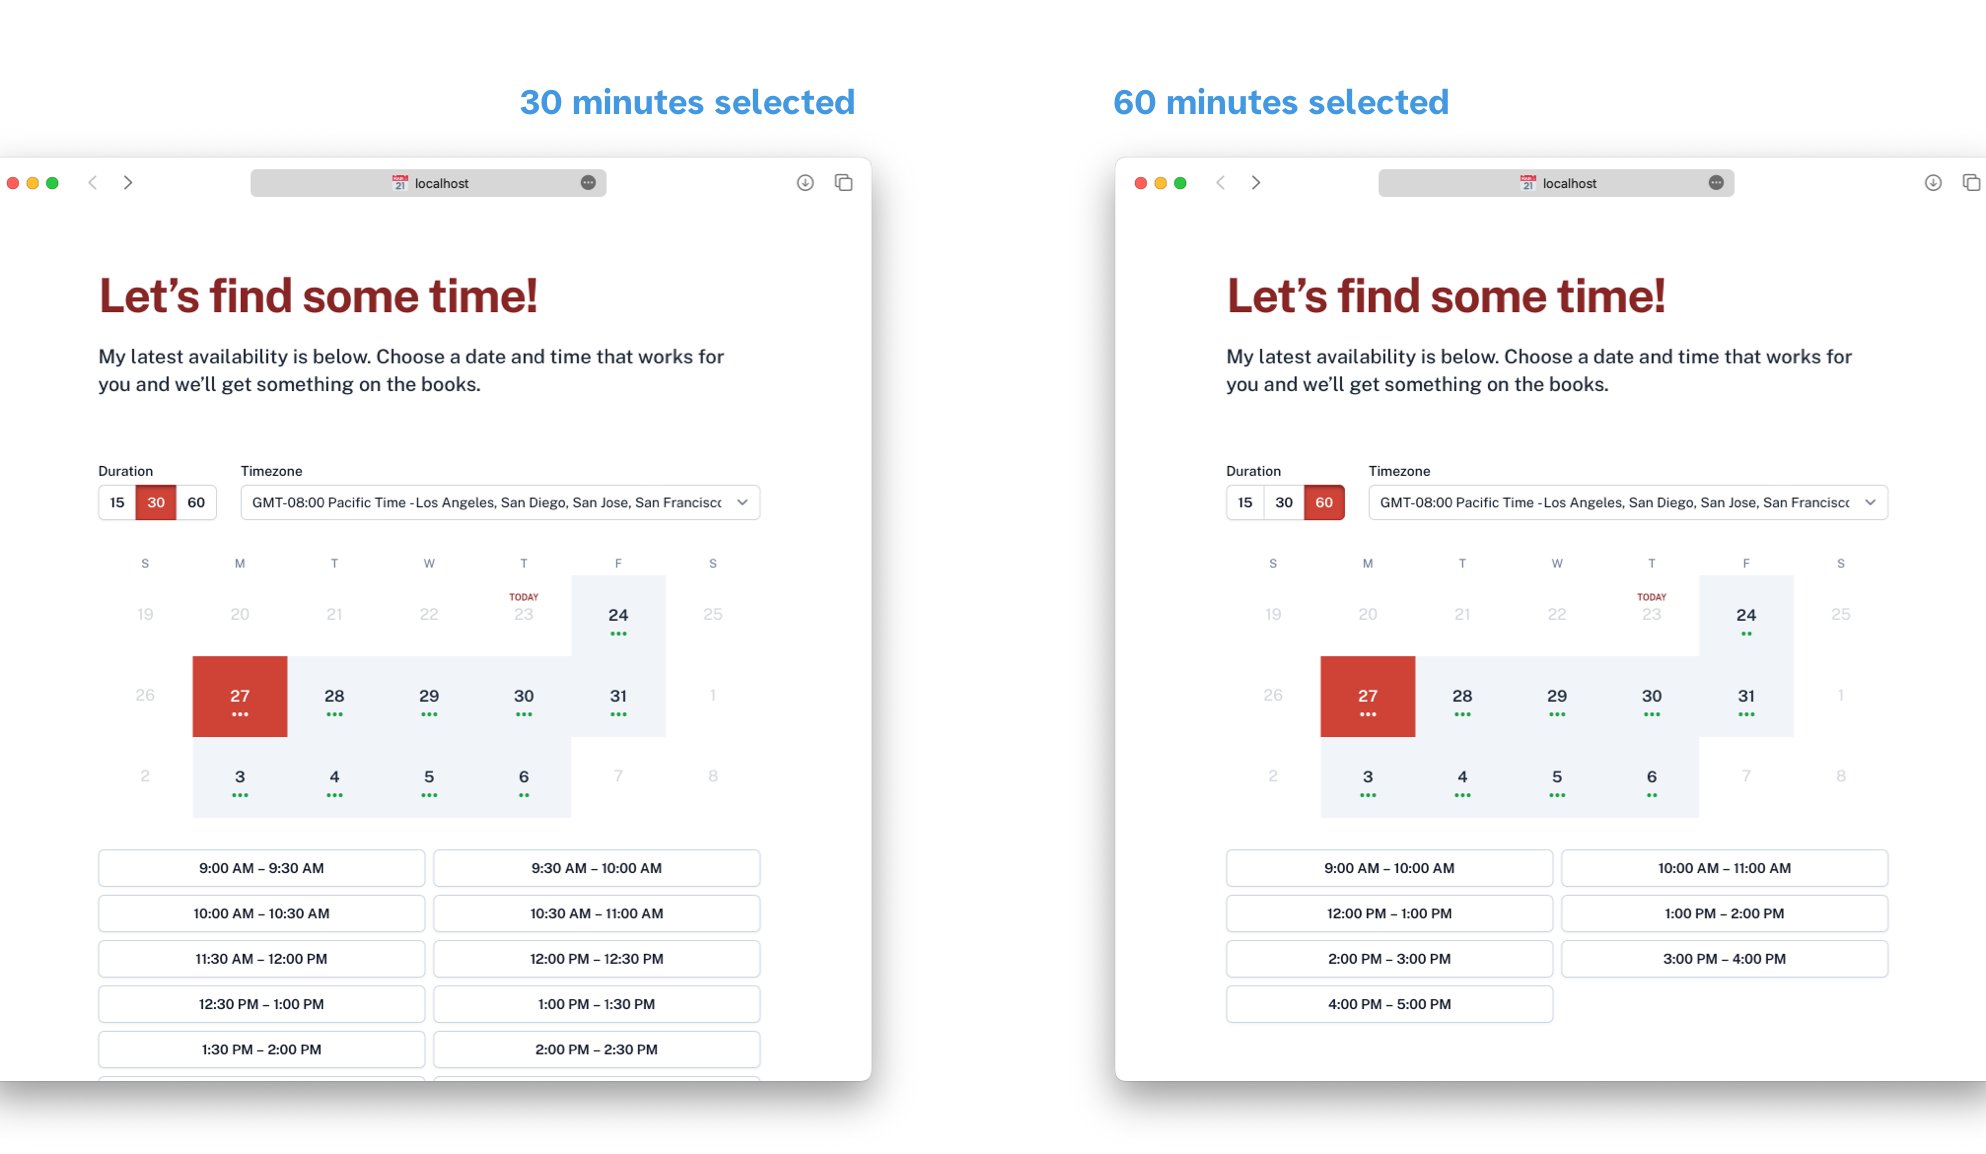 30 minutes selected
localhost
Let’s find some time!
My latest availability is below. Choose a date and time that works for
you and we’ll get something on the books.
Duration Timezone
15 30 60 GMT-08:00 Pacific Time - Los Angeles, San Diego, San Jose, San Francisco
S M T W T F S
TODAY
19 20 21 22 23 24 25
26 27 28 29 30 31 1
2 3 4 5 6 7 8
9:00 AM – 9:30 AM 9:30 AM – 10:00 AM
10:00 AM – 10:30 AM 10:30 AM – 11:00 AM
11:30 AM – 12:00 PM 12:00 PM – 12:30 PM
12:30 PM – 1:00 PM 1:00 PM – 1:30 PM
1:30 PM – 2:00 PM 2:00 PM – 2:30 PM
60 minutes selected
localhost
Let’s find some time!
My latest availability is below. Choose a date and time that works for
you and we’ll get something on the books.
Duration Timezone
15 30 60 GMT-08:00 Pacific Time - Los Angeles, San Diego, San Jose, San Francisco
S M T W T F S
TODAY
19 20 21 22 23 24 25
26 27 28 29 30 31 1
2 3 4 5 6 7 8
9:00 AM – 10:00 AM 10:00 AM – 11:00 AM
12:00 PM – 1:00 PM 1:00 PM – 2:00 PM
2:00 PM – 3:00 PM 3:00 PM – 4:00 PM
4:00 PM – 5:00 PM